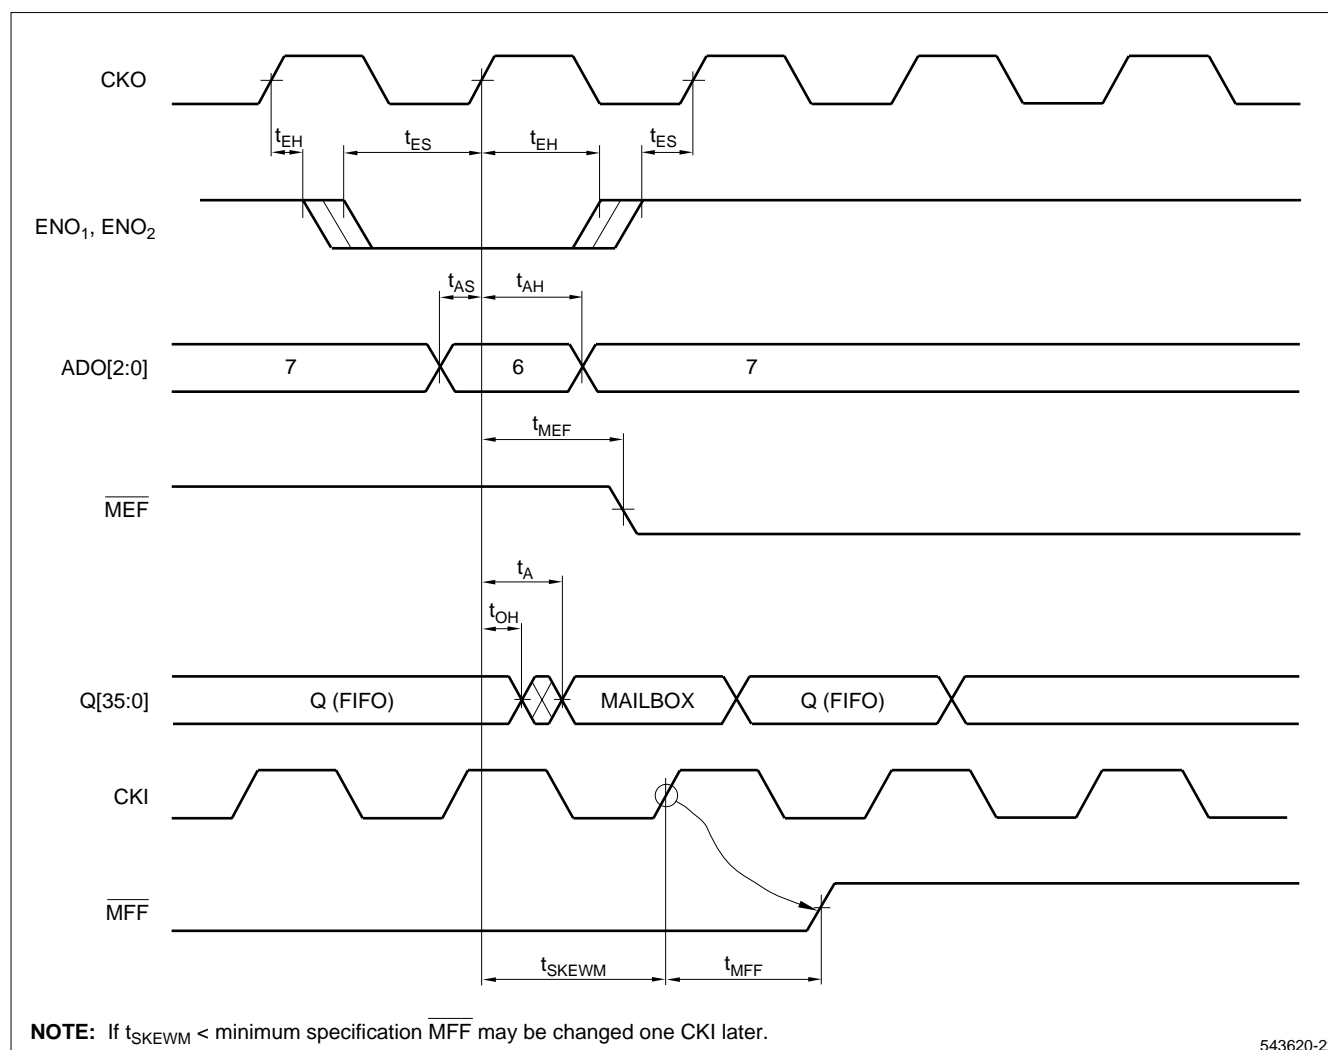 CKO
tEH tES tEH tES
ENO1, ENO2
tAS tAH
ADO[2:0] 7 6 7
tMEF
MEF
tA
tOH
Q[35:0] Q (FIFO) MAILBOX Q (FIFO)
CKI
MFF
tSKEWM tMFF
NOTE: If tSKEWM < minimum specification MFF may be changed one CKI later.
543620-2